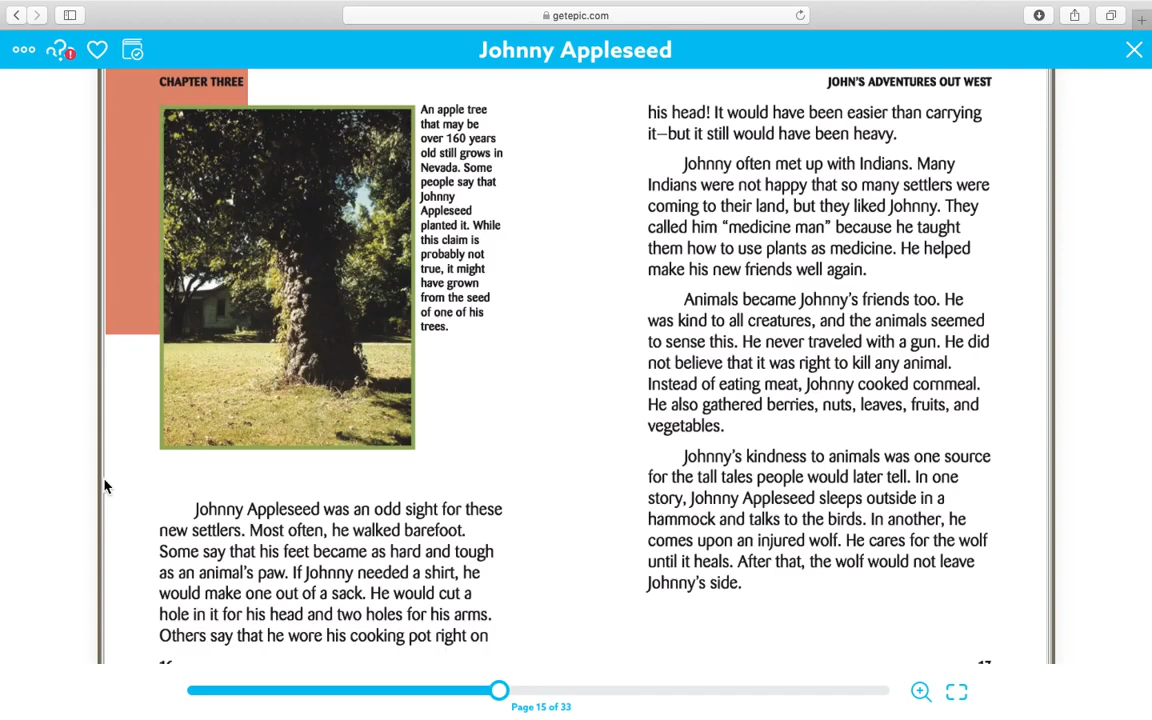 getepic.com
Johnny Appleseed
CHAPTER THREE
An apple tree
that may be
over 160 years
old still grows in
Nevada. Some
people say that
Johnny
Appleseed
planted it. While
this claim is
probably not
true, it might
have grown
from the seed
of one of his
trees.
Johnny Appleseed was an odd sight for these
new settlers. Most often, he walked barefoot.
Some say that his feet became as hard and tough
as an animal's paw. If Johnny needed a shirt, he
would make one out of a sack. He would cut a
hole in it for his head and two holes for his arms.
Others say that he wore his cooking pot right on
JOHN'S ADVENTURES OUT WEST
his head! It would have been easier than carrying
it—but it still would have been heavy.
Johnny often met up with Indians. Many
Indians were not happy that so many settlers were
coming to their land, but they liked Johnny. They
called him “medicine man” because he taught
them how to use plants as medicine. He helped
make his new friends well again.
Animals became Johnny's friends too. He
was kind to all creatures, and the animals seemed
to sense this. He never traveled with a gun. He did
not believe that it was right to kill any animal.
Instead of eating meat, Johnny cooked cornmeal.
He also gathered berries, nuts, leaves, fruits, and
vegetables.
Johnny's kindness to animals was one source
for the tall tales people would later tell. In one
story, Johnny Appleseed sleeps outside in a
hammock and talks to the birds. In another, he
comes upon an injured wolf. He cares for the wolf
until it heals. After that, the wolf would not leave
Johnny's side.
Page 15 of 33